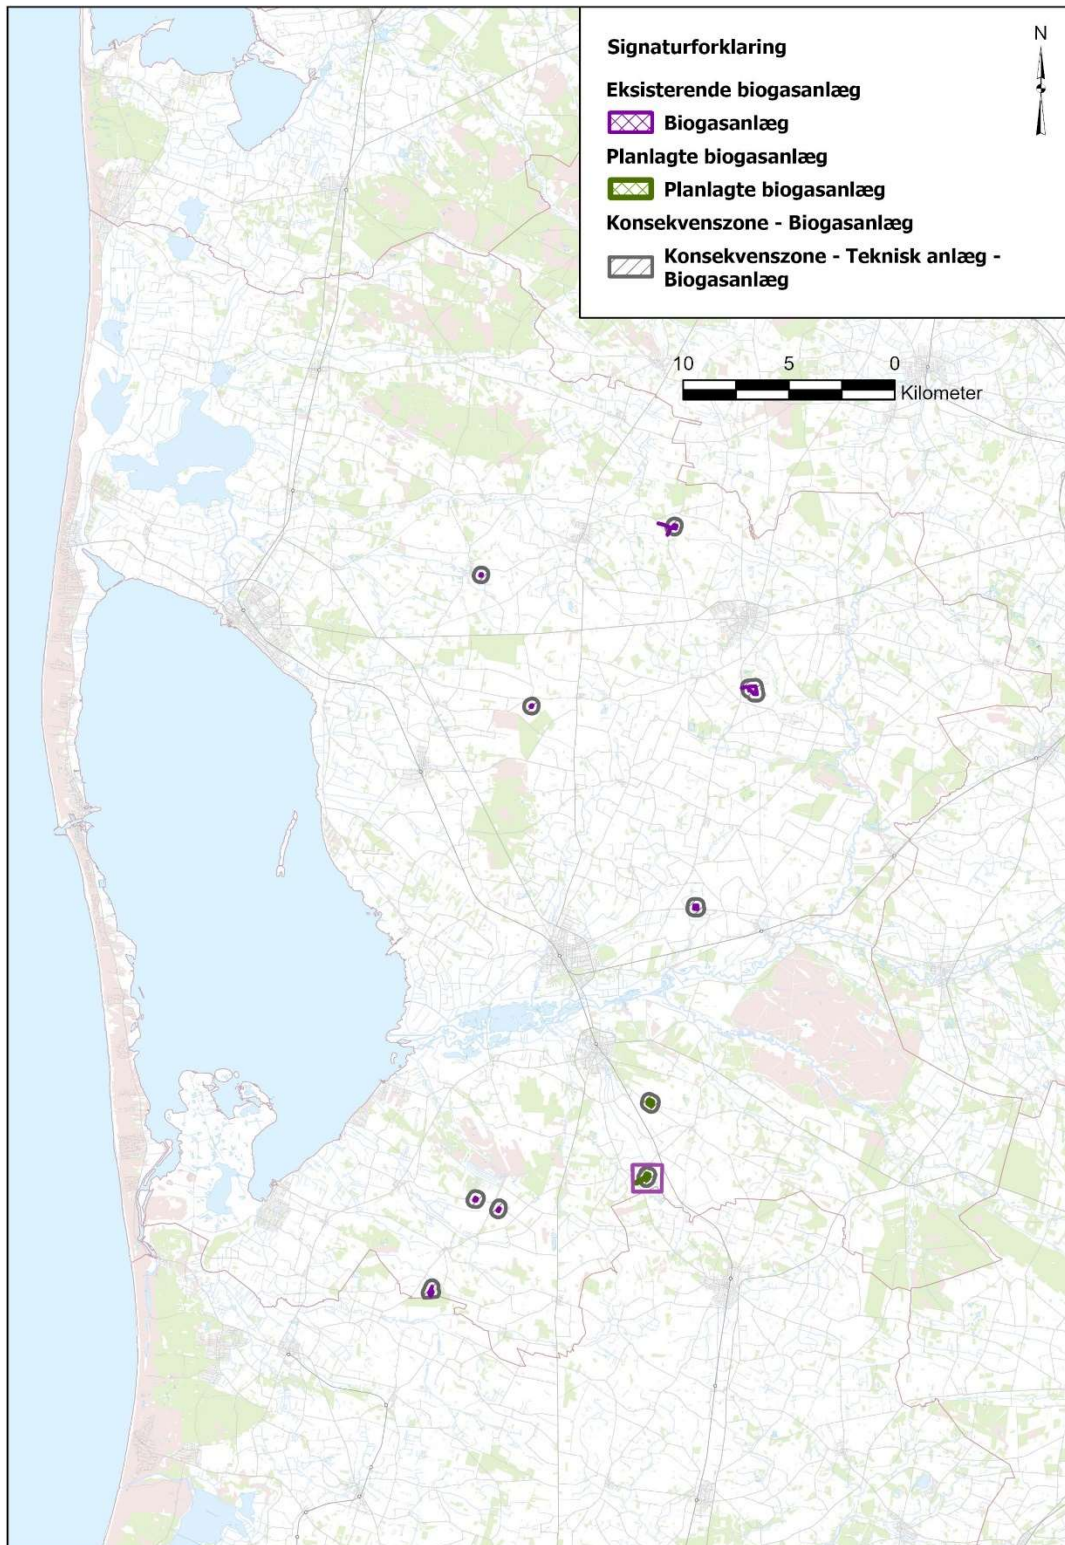 Signaturforklaring
N
Eksisterende biogasanlæg
Biogasanlæg
Planlagte biogasanlæg
Planlagte biogasanlæg
Konsekvenszone - Biogasanlæg
Konsekvenszone - Teknisk anlæg -
Biogasanlæg
10 5 0
Kilometer